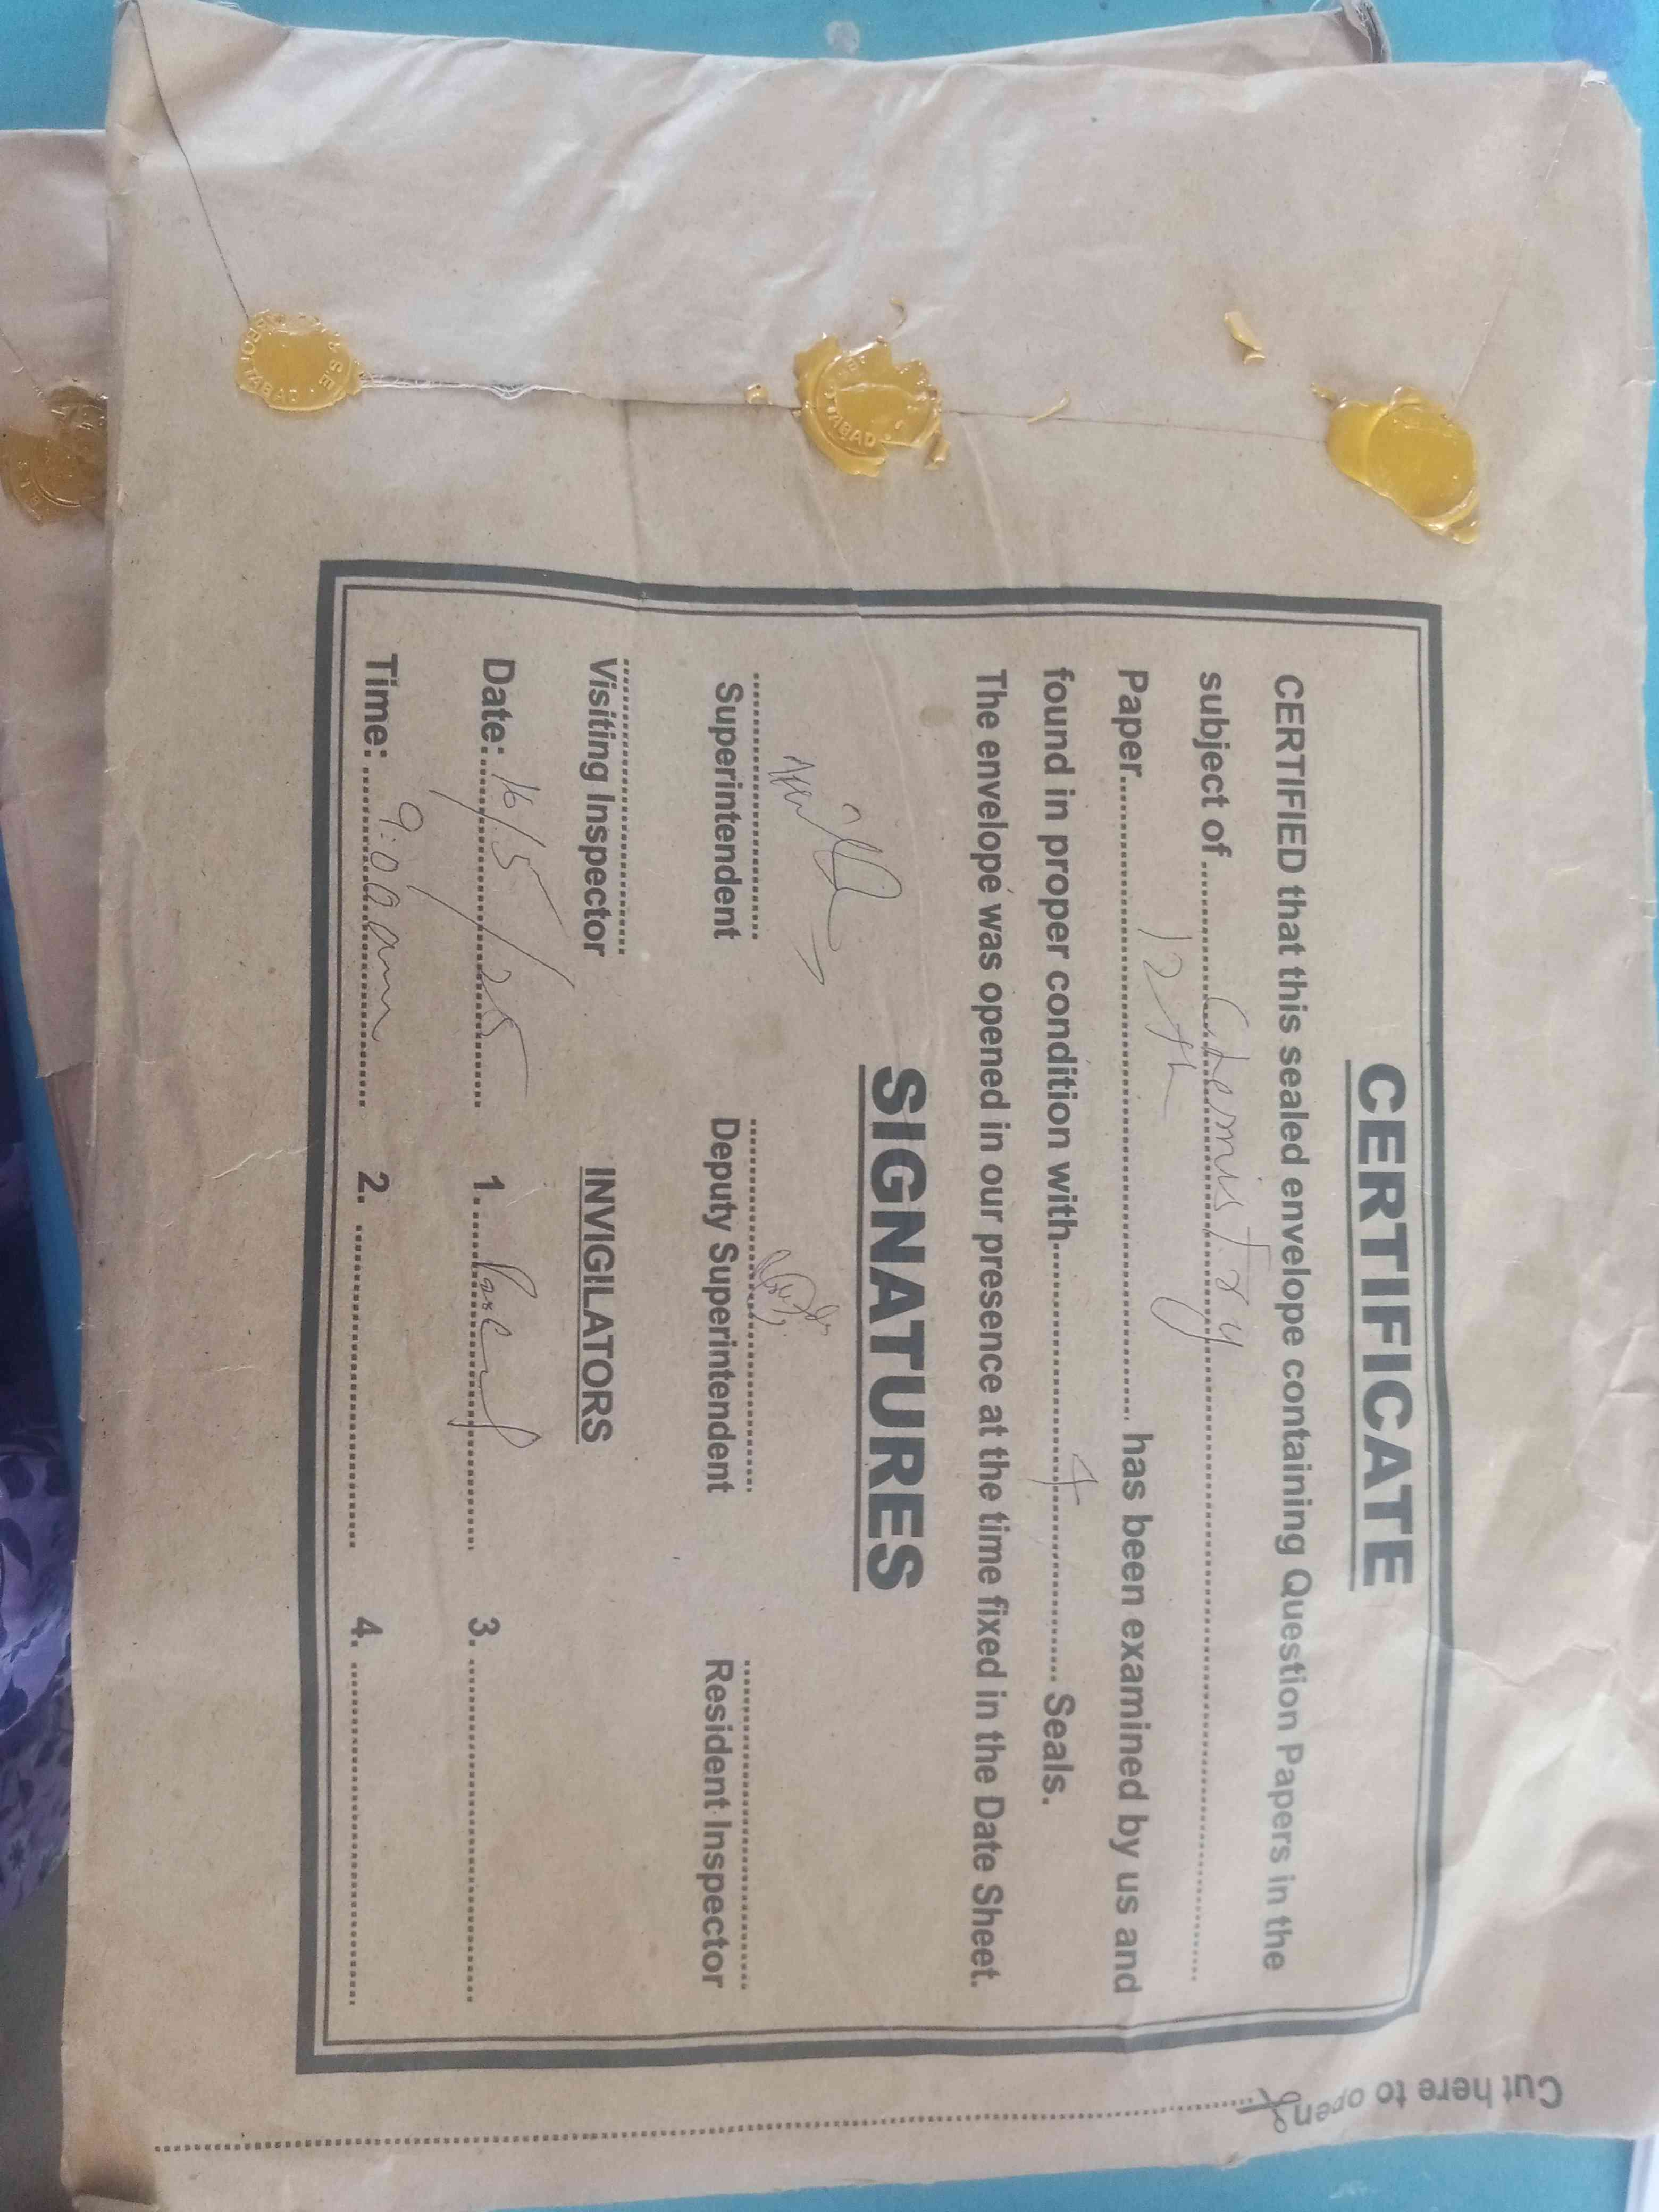 CERTIFICATE
CERTIFIED that this sealed envelope containing Question Papers in the
subject of Chemistry
Paper 12th has been examined by us and
found in proper condition with 4 Seals.
The envelope was opened in our presence at the time fixed in the Date Sheet.
SIGNATURES
Superintendent Deputy Superintendent Resident Inspector
Visiting Inspector INVIGILATORS
Date: 16/5/25 1. 3.
Time: 9:00 am 2. 4.
Cut here to open